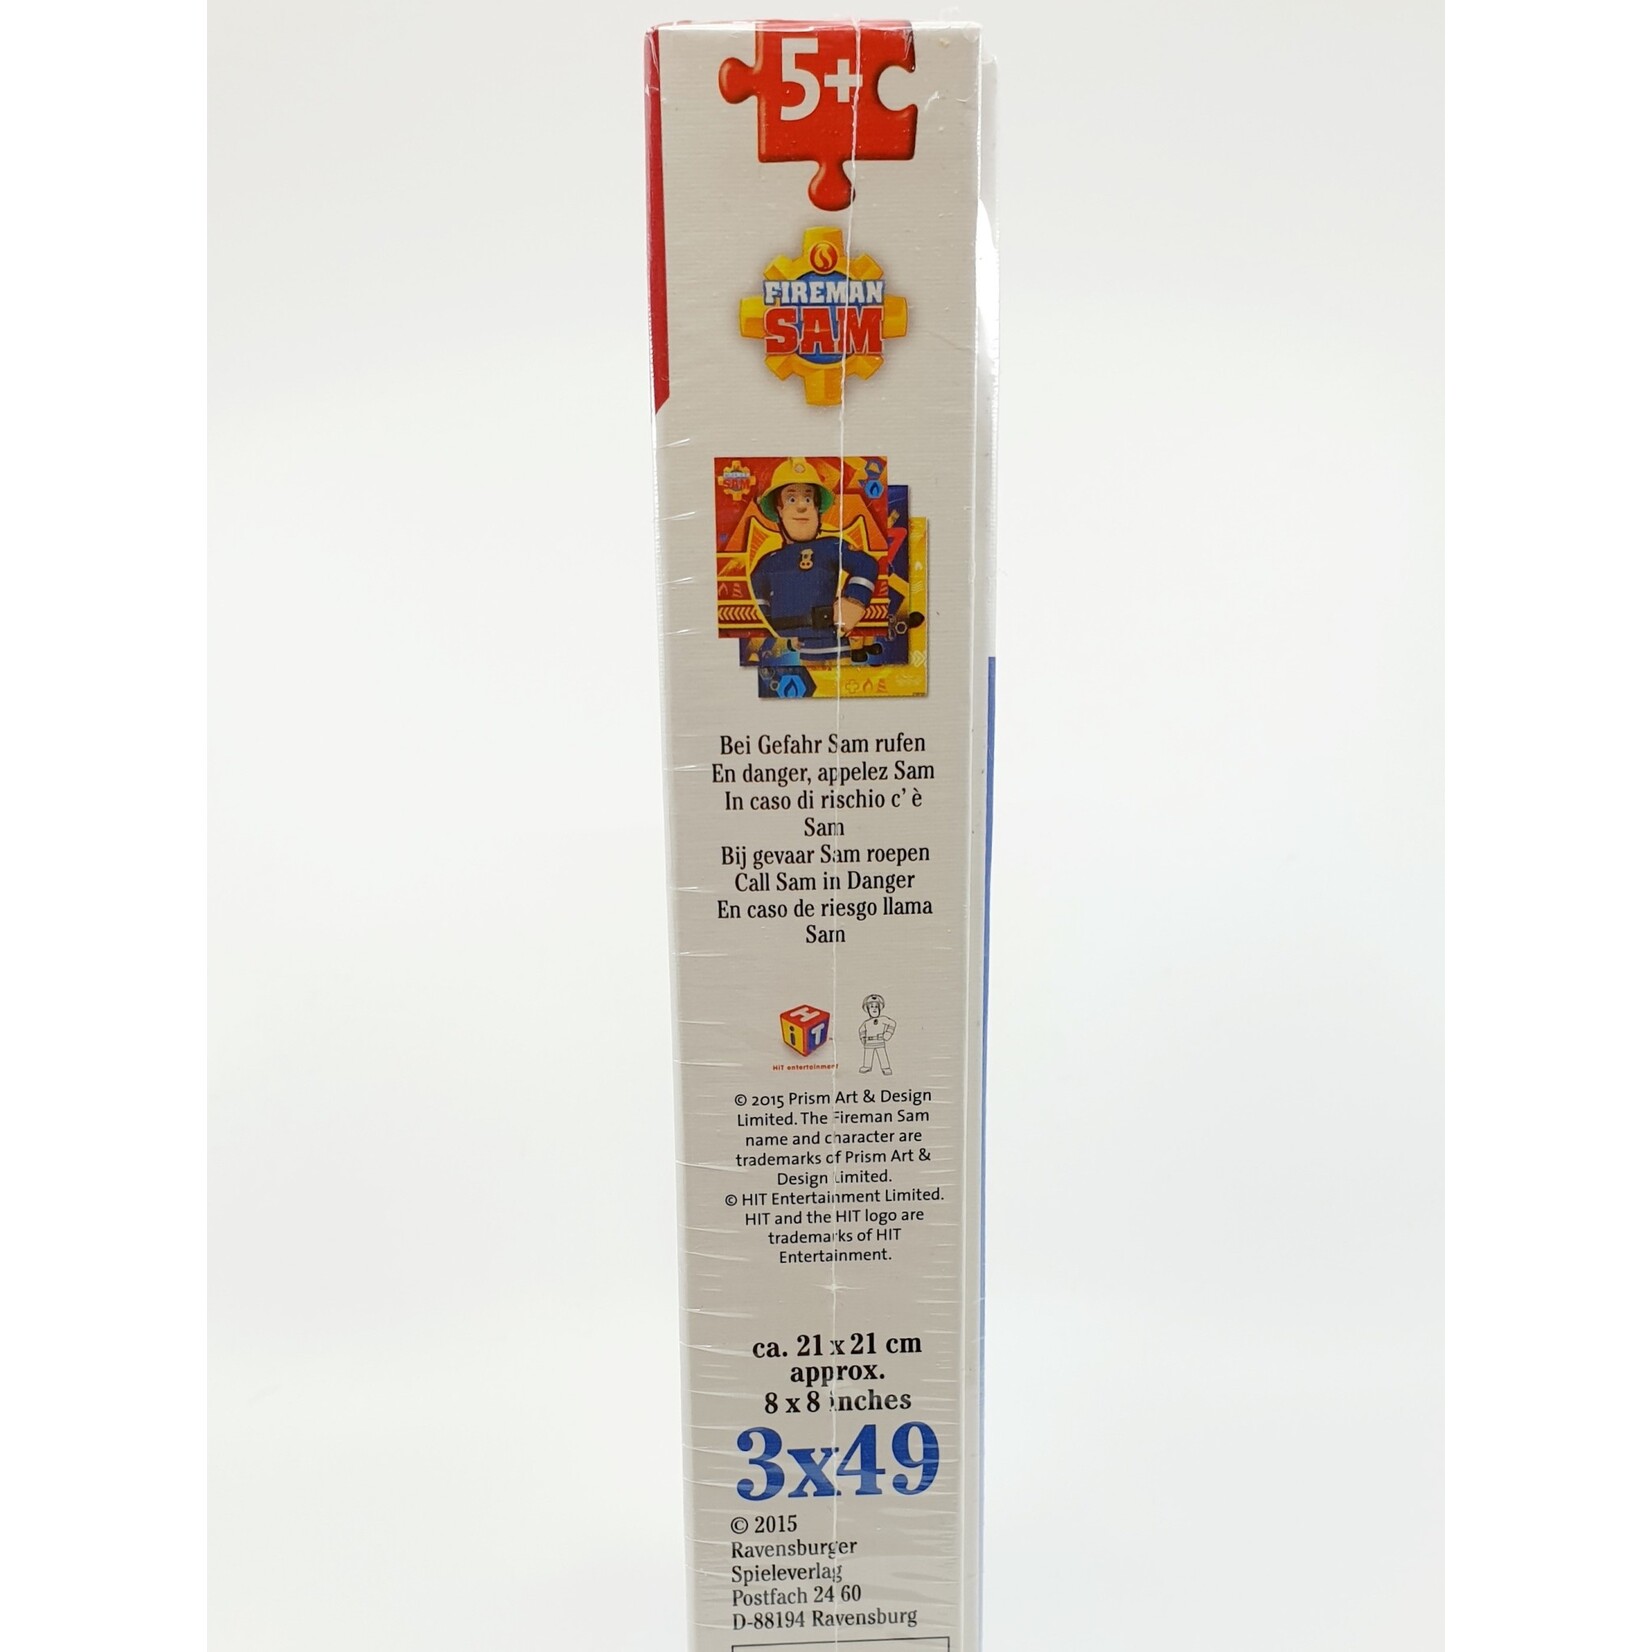 5+
FIREMAN
SAM
SAM
Bei Gefahr Sam rufen
En danger, appelez Sam
In caso di rischio c' è
Sam
Bij gevaar Sam roepen
Call Sam in Danger
En caso de riesgo llama
Sam
HiT
HiT entertainment
© 2015 Prism Art & Design
Limited. The Fireman Sam
name and character are
trademarks of Prism Art &
Design Limited.
© HIT Entertainment Limited.
HIT and the HIT logo are
trademarks of HIT
Entertainment.
ca. 21 x 21 cm
approx.
8 x 8 inches
3x49
© 2015
Ravensburger
Spieleverlag
Postfach 24 60
D-88194 Ravensburg